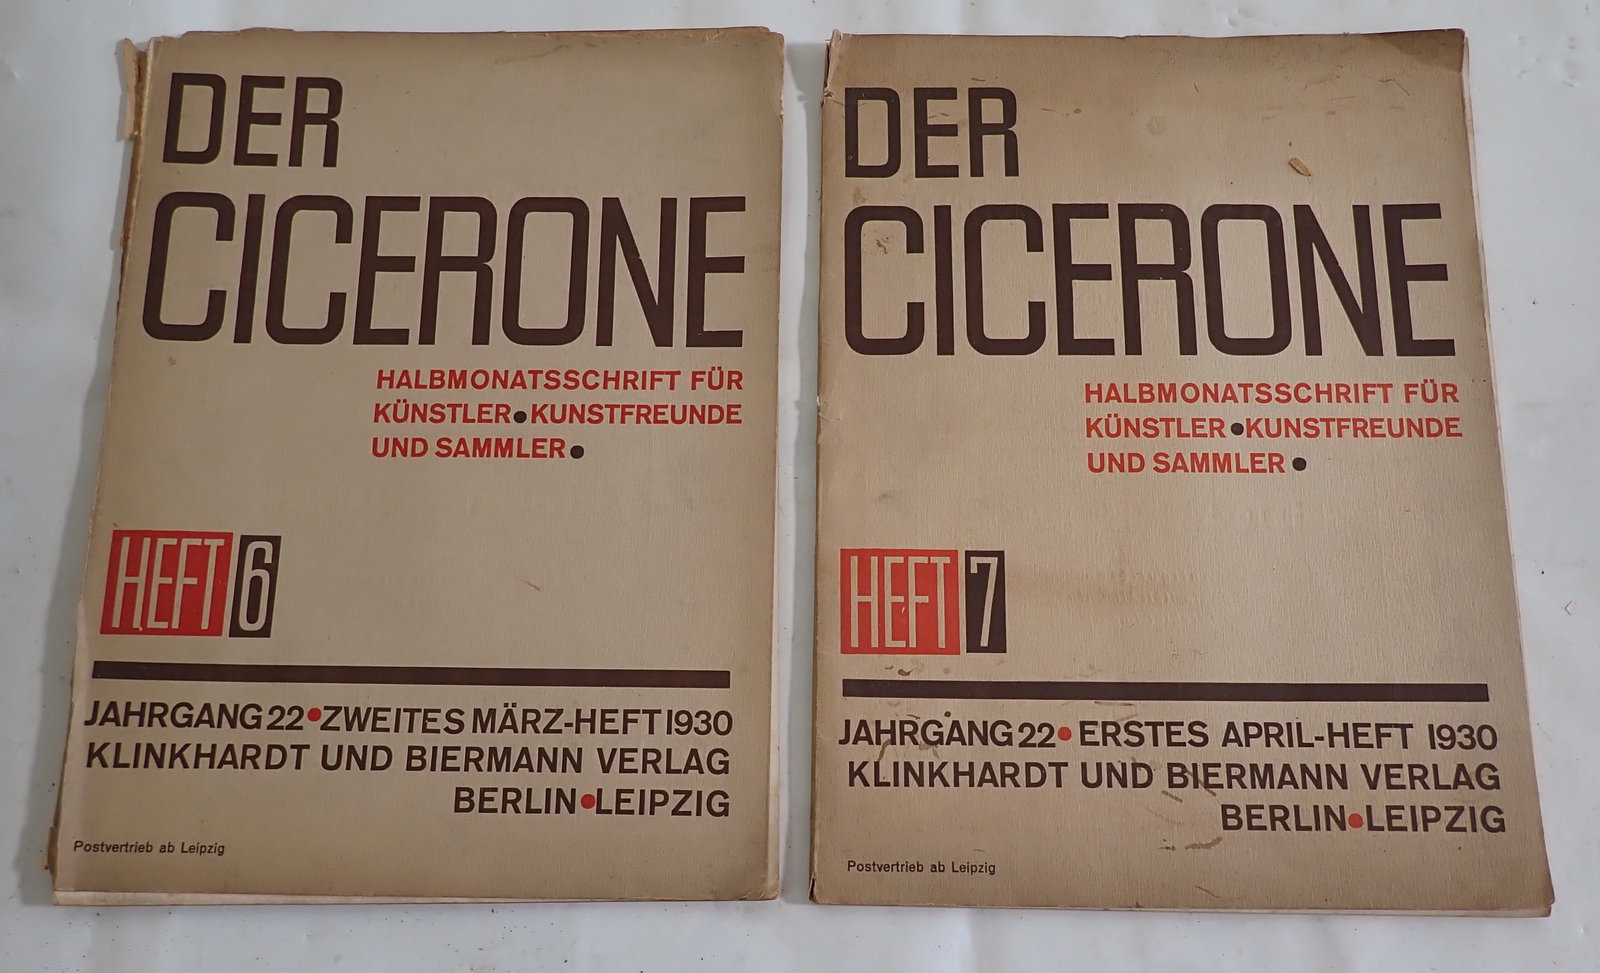 DER
CICERONE
HALBMONATSSCHRIFT FÜR
KÜNSTLER ● KUNSTFREUNDE
UND SAMMLER ●
HEFT 6
JAHRGANG 22 ● ZWEITES MÄRZ-HEFT 1930
KLINKHARDT UND BIERMANN VERLAG
BERLIN ● LEIPZIG
Postvertrieb ab Leipzig
DER
CICERONE
HALBMONATSSCHRIFT FÜR
KÜNSTLER ● KUNSTFREUNDE
UND SAMMLER ●
HEFT 7
JAHRGANG 22 ● ERSTES APRIL-HEFT 1930
KLINKHARDT UND BIERMANN VERLAG
BERLIN ● LEIPZIG
Postvertrieb ab Leipzig